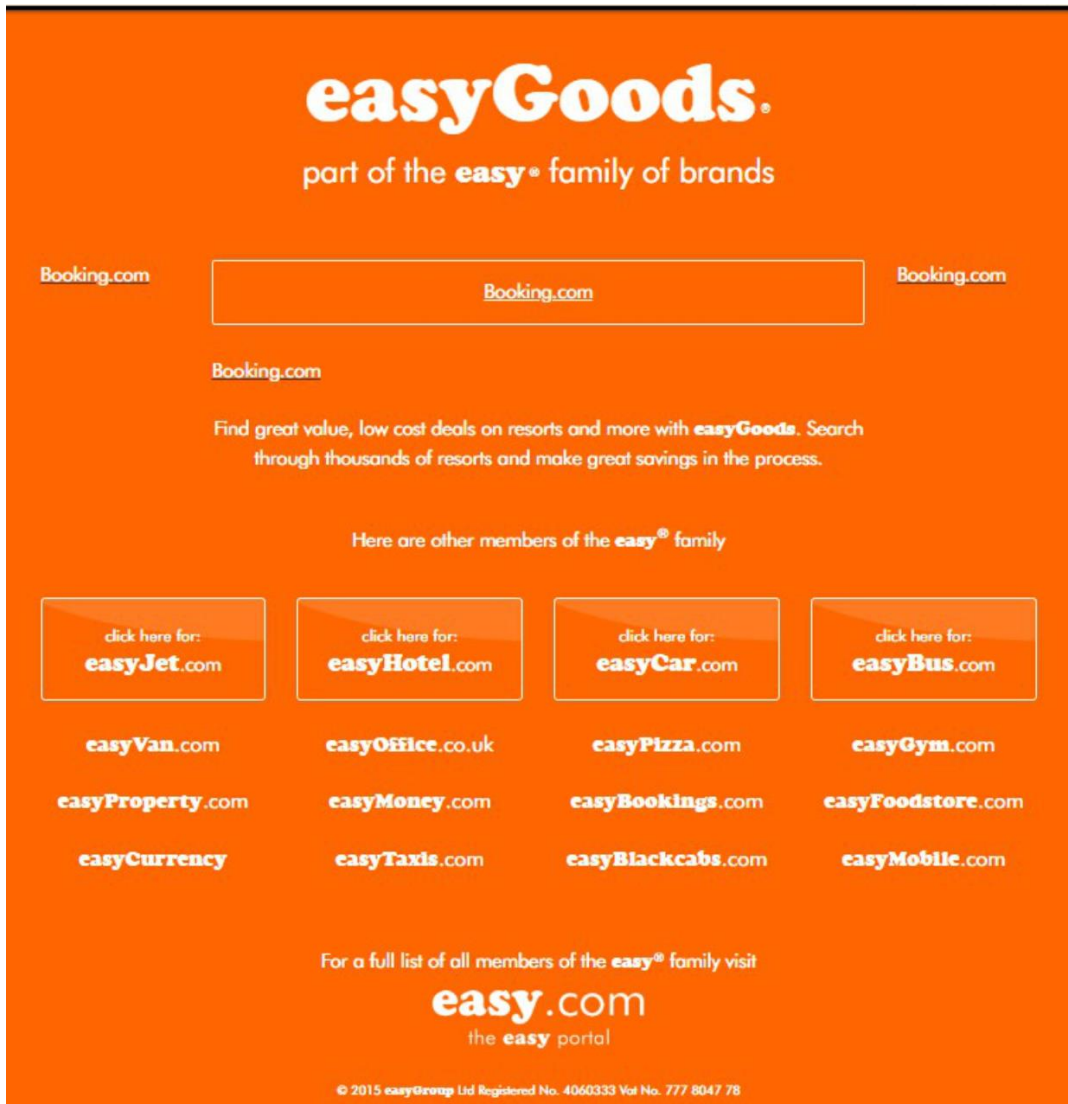 easyGoods.®
part of the easy® family of brands
Booking.com
Booking.com
Booking.com
Booking.com
Find great value, low cost deals on resorts and more with easyGoods. Search
through thousands of resorts and make great savings in the process.
Here are other members of the easy® family
click here for:
easyJet.com
click here for:
easyHotel.com
click here for:
easyCar.com
click here for:
easyBus.com
easyVan.com
easyOffice.co.uk
easyPizza.com
easyGym.com
easyProperty.com
easyMoney.com
easyBookings.com
easyFoodstore.com
easyCurrency
easyTaxis.com
easyBlackcabs.com
easyMobile.com
For a full list of all members of the easy® family visit
easy.com
the easy portal
© 2015 easyGroup Ltd Registered No. 4060333 Vat No. 777 8047 78